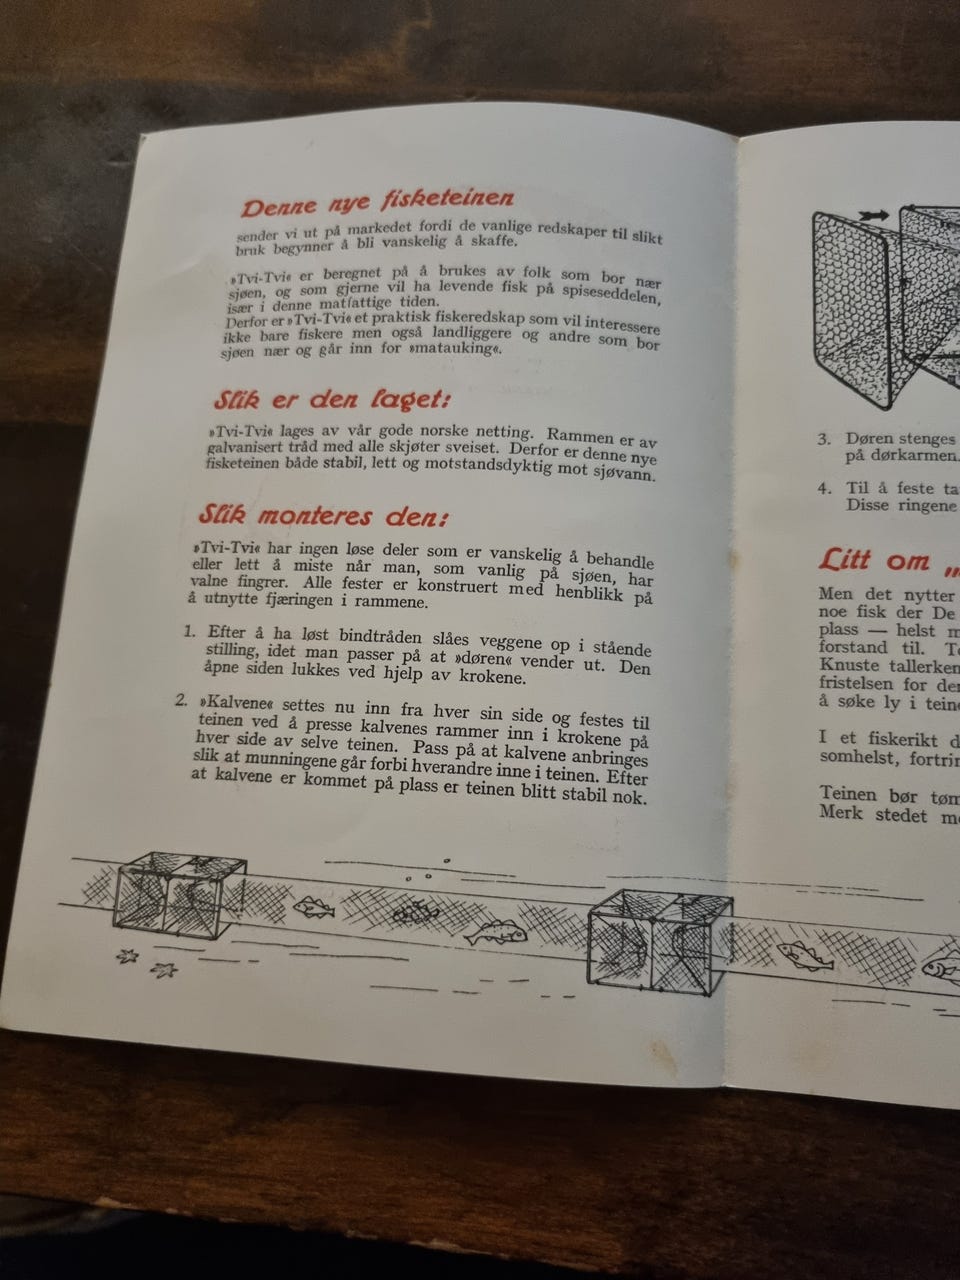 Denne nye fisketeinen
sender vi ut på markedet fordi de vanlige redskaper til slikt
bruk begynner å bli vanskelig å skaffe.
»Tvi-Tvi« er beregnet på å brukes av folk som bor nær
sjøen, og som gjerne vil ha levende fisk på spiseseddelen,
især i denne matfattige tiden.
Derfor er »Tvi-Tvi« et praktisk fiskeredskap som vil interessere
ikke bare fiskere men også landliggere og andre som bor
sjøen nær og går inn for »matauking«.
Slik er den laget:
»Tvi-Tvi« lages av vår gode norske netting. Rammen er av
galvanisert tråd med alle skjøter sveiset. Derfor er denne nye
fisketeinen både stabil, lett og motstandsdyktig mot sjøvann.
Slik monteres den:
»Tvi-Tvi« har ingen løse deler som er vanskelig å behandle
eller lett å miste når man, som vanlig på sjøen, har
valne fingrer. Alle fester er konstruert med henblikk på
å utnytte fjæringen i rammene.
1. Efter å ha løst bindtråden slåes veggene op i stående
stilling, idet man passer på at »døren« vender ut. Den
åpne siden lukkes ved hjelp av krokene.
2. »Kalvene« settes nu inn fra hver sin side og festes til
teinen ved å presse kalvenes rammer inn i krokene på
hver side av selve teinen. Pass på at kalvene anbringes
slik at munningene går forbi hverandre inne i teinen. Efter
at kalvene er kommet på plass er teinen blitt stabil nok.
3. Døren stenges
på dørkarmen.
4. Til å feste ta
Disse ringene
Litt om „
Men det nytter
noe fisk der De
plass — helst m
forstand til. T
Knuste tallerken
fristelsen for de
å søke ly i tein
I et fiskerikt d
somhelst, fortrin
Teinen bør tøm
Merk stedet m